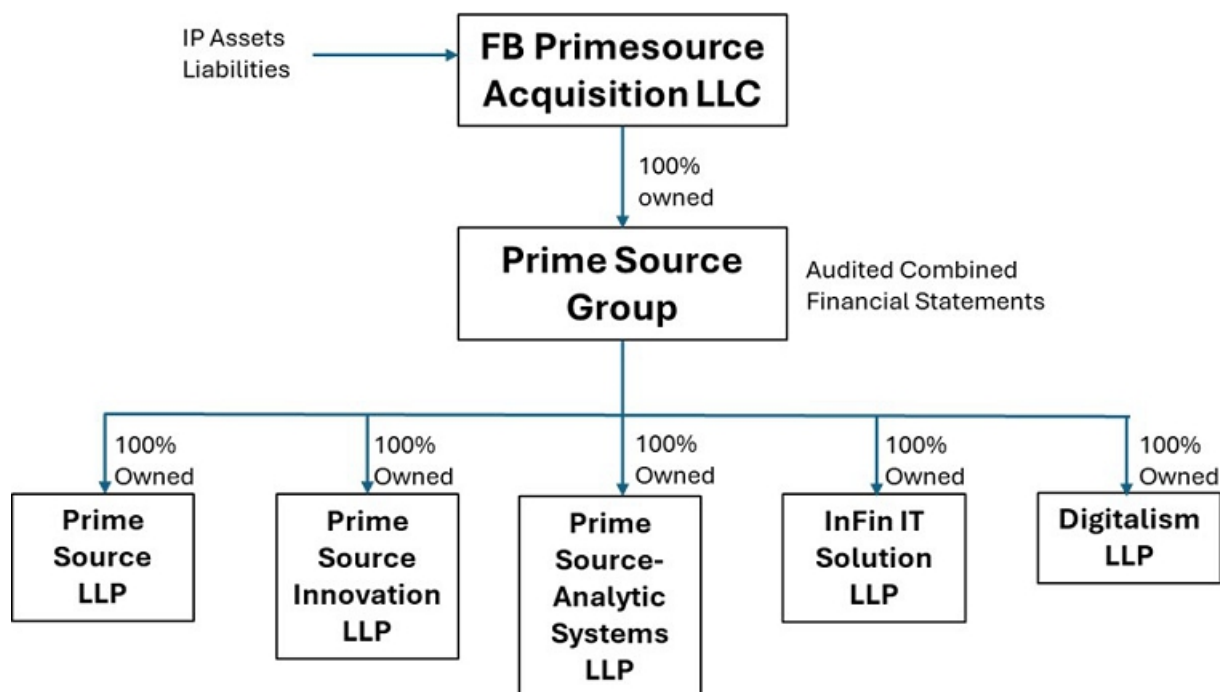 IP Assets
Liabilities
FB Primesource
Acquisition LLC
100%
owned
Prime Source
Group
Audited Combined
Financial Statements
100%
Owned
100%
Owned
100%
Owned
100%
Owned
100%
Owned
Prime
Source
LLP
Prime
Source
Innovation
LLP
Prime
Source-
Analytic
Systems
LLP
InFin IT
Solution
LLP
Digitalism
LLP